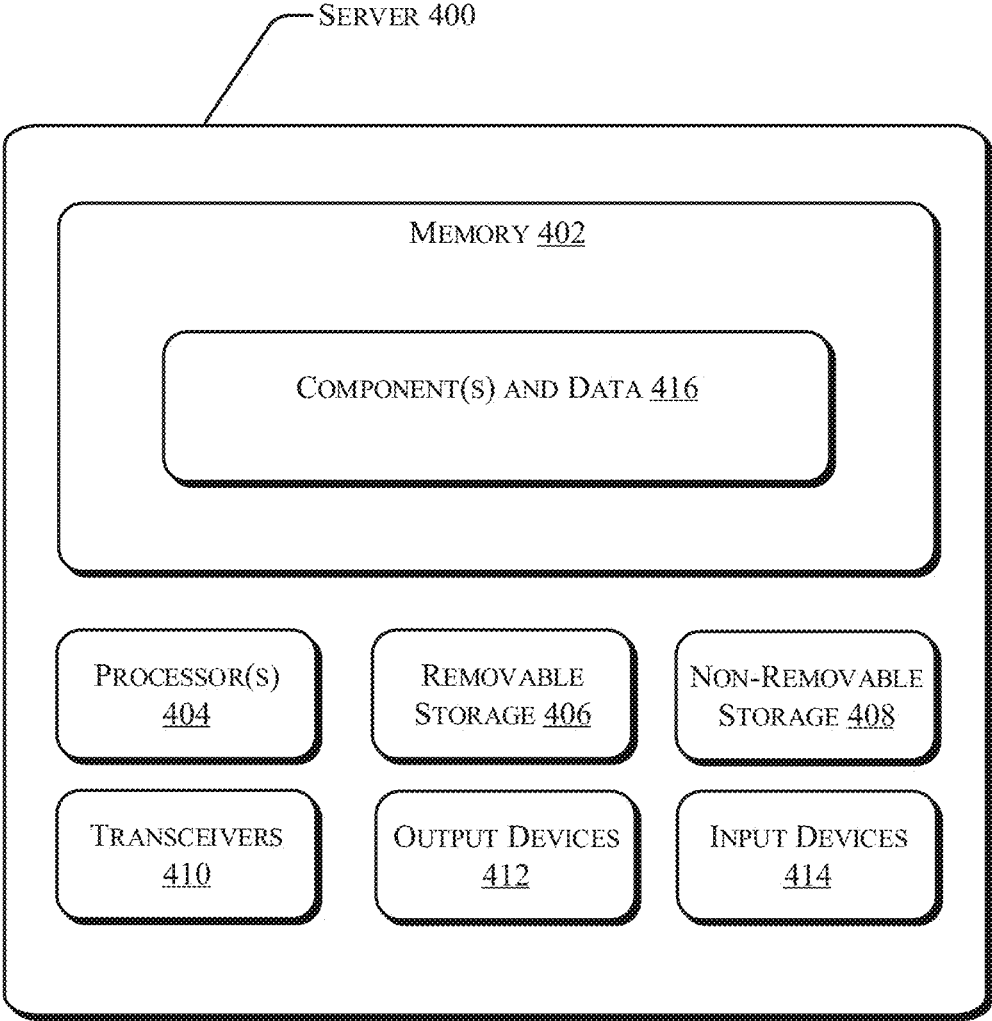 SERVER 400
MEMORY 402
COMPONENT(S) AND DATA 416
PROCESSOR(S)
404
REMOVABLE
STORAGE 406
NON-REMOVABLE
STORAGE 408
TRANSCEIVERS
410
OUTPUT DEVICES
412
INPUT DEVICES
414